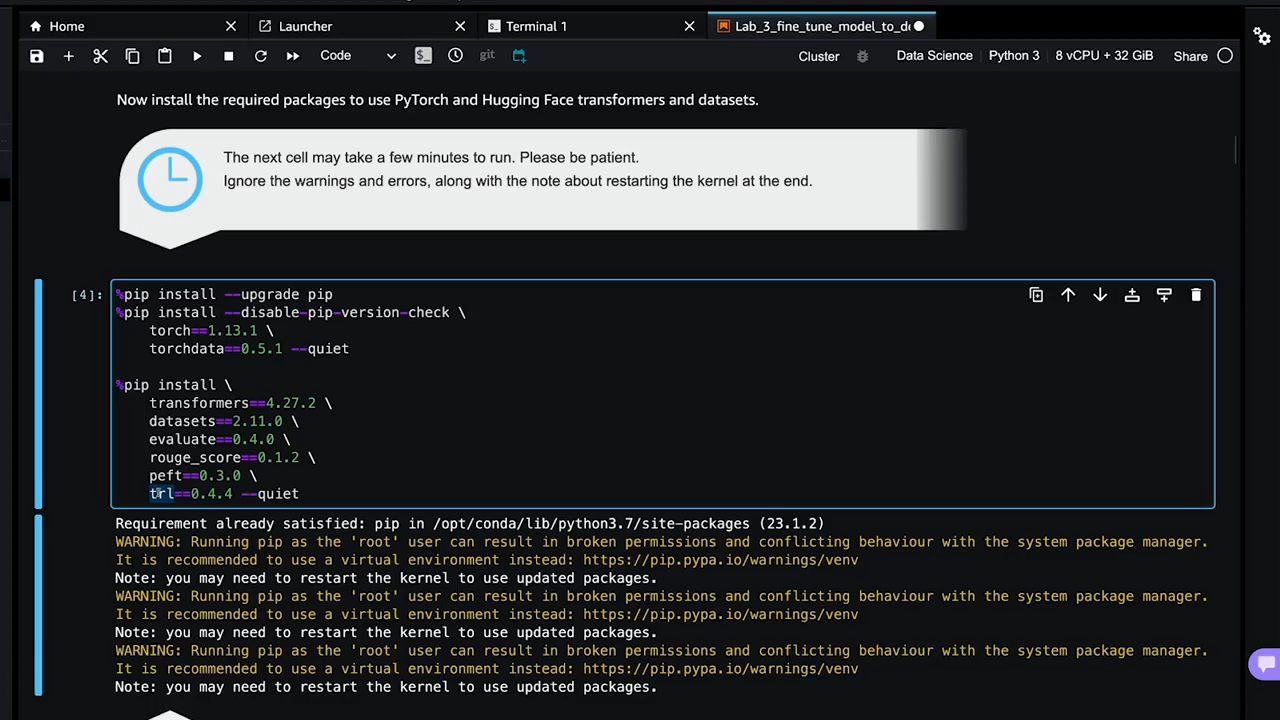 Home
Launcher
Terminal 1
Lab_3_fine_tune_model_to_d
Code
git
Cluster
Data Science
Python 3
8 vCPU + 32 GiB
Share
Now install the required packages to use PyTorch and Hugging Face transformers and datasets.
The next cell may take a few minutes to run. Please be patient.
Ignore the warnings and errors, along with the note about restarting the kernel at the end.
[4]:
%pip install --upgrade pip
%pip install --disable-pip-version-check \
torch==1.13.1 \
torchdata==0.5.1 --quiet
%pip install \
transformers==4.27.2 \
datasets==2.11.0 \
evaluate==0.4.0 \
rouge_score==0.1.2 \
peft==0.3.0 \
trl==0.4.4 --quiet
Requirement already satisfied: pip in /opt/conda/lib/python3.7/site-packages (23.1.2)
WARNING: Running pip as the 'root' user can result in broken permissions and conflicting behaviour with the system package manager.
It is recommended to use a virtual environment instead: https://pip.pypa.io/warnings/venv
Note: you may need to restart the kernel to use updated packages.
WARNING: Running pip as the 'root' user can result in broken permissions and conflicting behaviour with the system package manager.
It is recommended to use a virtual environment instead: https://pip.pypa.io/warnings/venv
Note: you may need to restart the kernel to use updated packages.
WARNING: Running pip as the 'root' user can result in broken permissions and conflicting behaviour with the system package manager.
It is recommended to use a virtual environment instead: https://pip.pypa.io/warnings/venv
Note: you may need to restart the kernel to use updated packages.